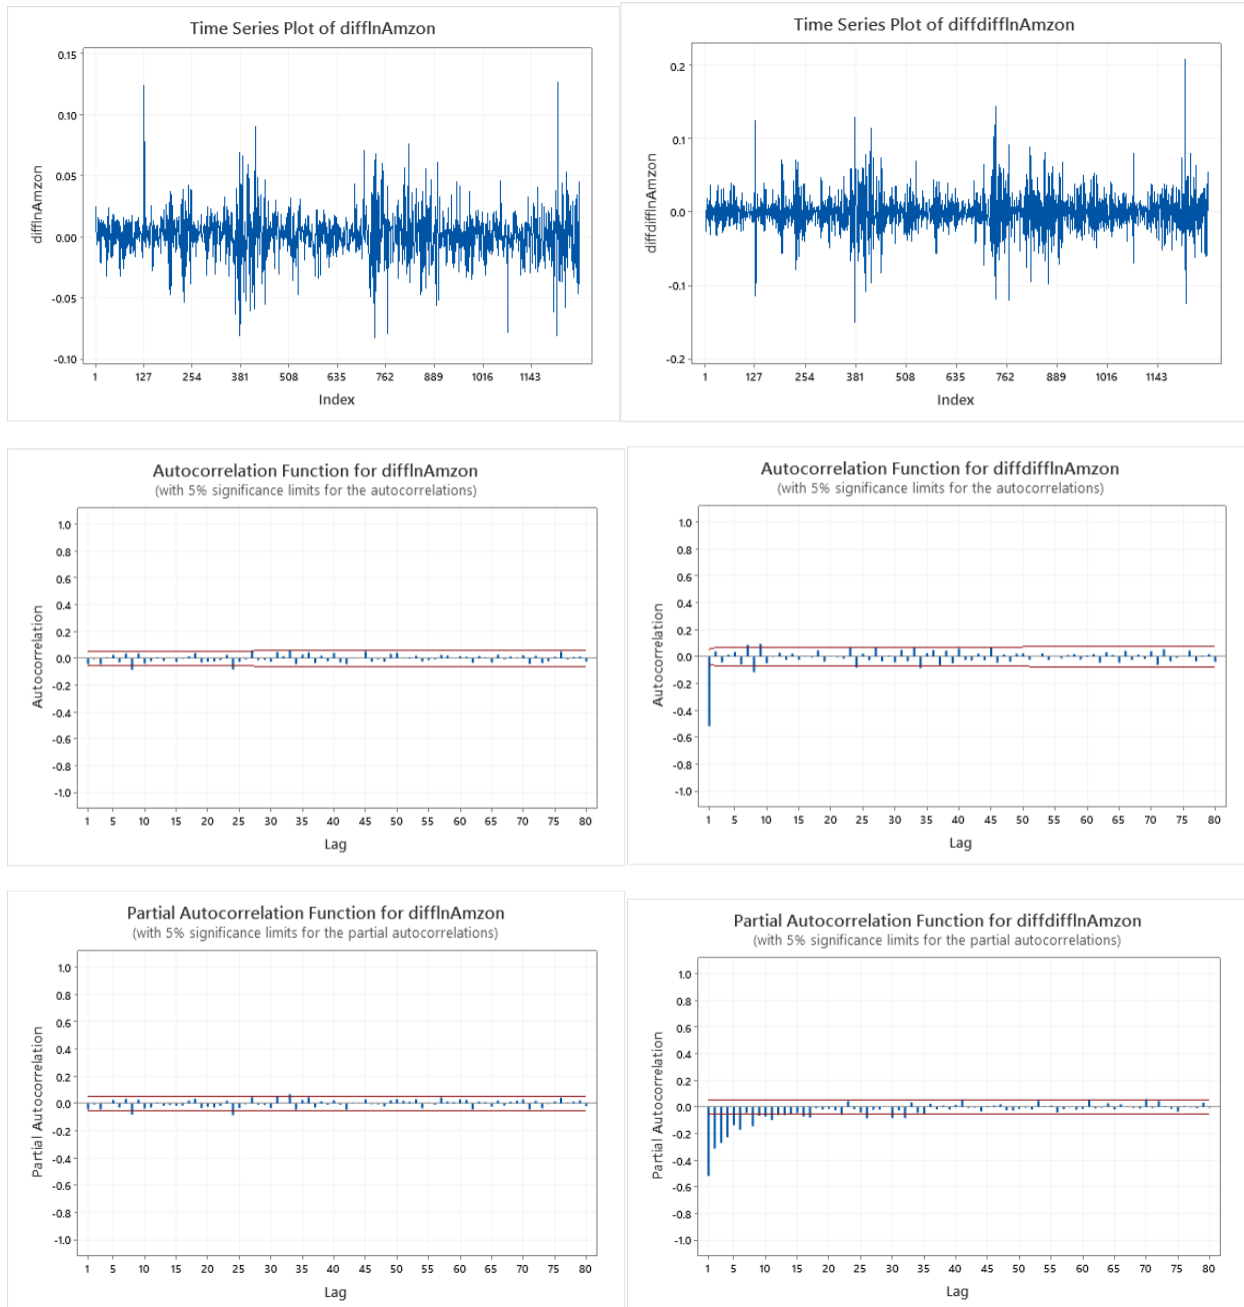 Time Series Plot of difflnAmzon
0.15
0.10
0.05
0.00
-0.05
-0.10
difflnAmzon
1 127 254 381 508 635 762 889 1016 1143
Index
Time Series Plot of diffdifflnAmzon
0.2
0.1
0.0
-0.1
-0.2
diffdifflnAmzon
1 127 254 381 508 635 762 889 1016 1143
Index
Autocorrelation Function for difflnAmzon
(with 5% significance limits for the autocorrelations)
1.0
0.8
0.6
0.4
0.2
0.0
-0.2
-0.4
-0.6
-0.8
-1.0
Autocorrelation
1 5 10 15 20 25 30 35 40 45 50 55 60 65 70 75 80
Lag
Autocorrelation Function for diffdifflnAmzon
(with 5% significance limits for the autocorrelations)
1.0
0.8
0.6
0.4
0.2
0.0
-0.2
-0.4
-0.6
-0.8
-1.0
Autocorrelation
1 5 10 15 20 25 30 35 40 45 50 55 60 65 70 75 80
Lag
Partial Autocorrelation Function for difflnAmzon
(with 5% significance limits for the partial autocorrelations)
1.0
0.8
0.6
0.4
0.2
0.0
-0.2
-0.4
-0.6
-0.8
-1.0
Partial Autocorrelation
1 5 10 15 20 25 30 35 40 45 50 55 60 65 70 75 80
Lag
Partial Autocorrelation Function for diffdifflnAmzon
(with 5% significance limits for the partial autocorrelations)
1.0
0.8
0.6
0.4
0.2
0.0
-0.2
-0.4
-0.6
-0.8
-1.0
Partial Autocorrelation
1 5 10 15 20 25 30 35 40 45 50 55 60 65 70 75 80
Lag